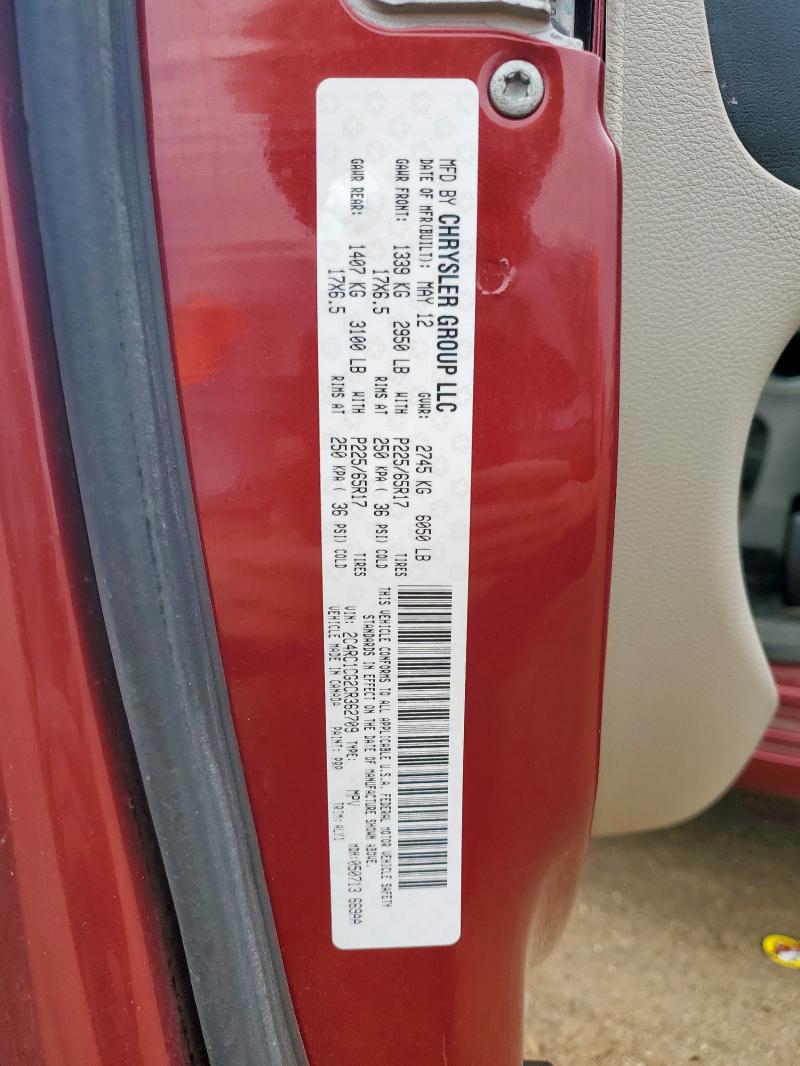 MFD BY CHRYSLER GROUP LLC
DATE OF MFR(BUILT): MAY 12 GVWR: 2745 KG 6050 LB
GAWR FRONT: 1339 KG 2950 LB WITH P225/65R17 TIRES
17X6.5 RIMS AT 250 KPA ( 36 PSI) COLD
GAWR REAR: 1407 KG 3100 LB WITH P225/65R17 TIRES
17X6.5 RIMS AT 250 KPA ( 36 PSI) COLD
THIS VEHICLE CONFORMS TO ALL APPLICABLE U.S.A. FEDERAL MOTOR VEHICLE SAFETY
STANDARDS IN EFFECT ON THE DATE OF MANUFACTURE SHOWN ABOVE.
VIN: 2C4RC1CG2CR362709 TYPE: MPV MDH:050713 669AA
VEHICLE MADE IN CANADA PAINT: PRP TRIM: